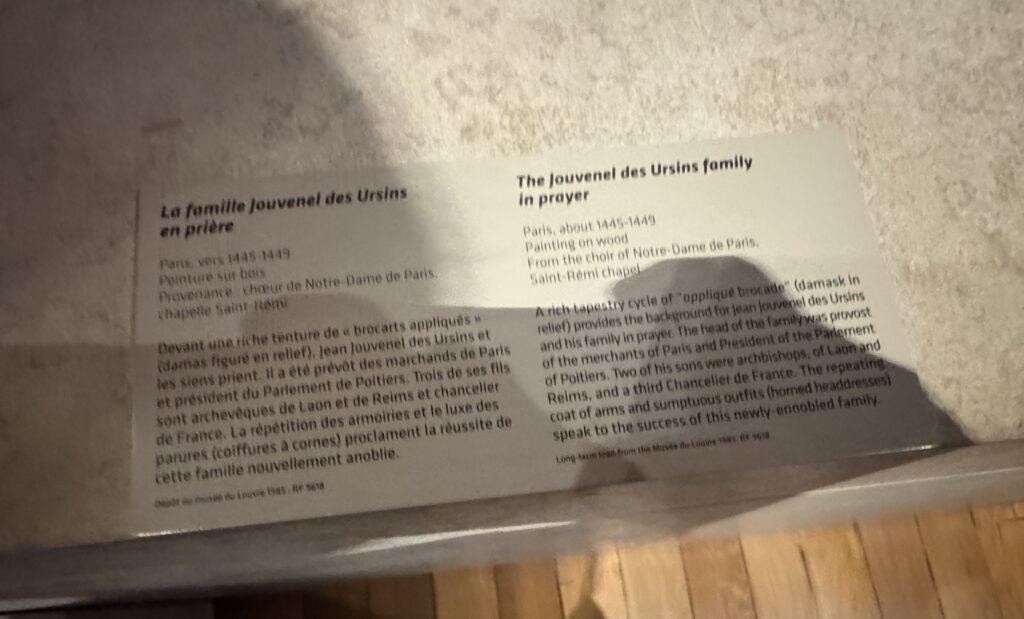 La famille Jouvenel des Ursins
en prière
Paris, vers 1445-1449
Peinture sur bois
Provenance : chœur de Notre-Dame de Paris,
chapelle Saint-Rémi
Devant une riche tenture de « brocarts appliqués »
(damas figuré en relief), Jean Jouvenel des Ursins et
les siens prient. Il a été prévôt des marchands de Paris
et président du Parlement de Poitiers. Trois de ses fils
sont archevêques de Laon et de Reims et chancelier
de France. La répétition des armoiries et le luxe des
parures (coiffures à cornes) proclament la réussite de
cette famille nouvellement anoblie.
Dépôt du musée du Louvre 1985 ; RF 9618
The Jouvenel des Ursins family
in prayer
Paris, about 1445-1449
Painting on wood
From the choir of Notre-Dame de Paris,
Saint-Rémi chapel
A rich tapestry cycle of "appliqué brocade" (damask in
relief) provides the background for Jean Jouvenel des Ursins
and his family in prayer. The head of the family was provost
of the merchants of Paris and President of the Parlement
of Poitiers. Two of his sons were archbishops, of Laon and
Reims, and a third Chancelier de France. The repeating
coat of arms and sumptuous outfits (horned headdresses)
speak to the success of this newly-ennobled family.
Long-term loan from the Musée du Louvre 1985; RF 9618